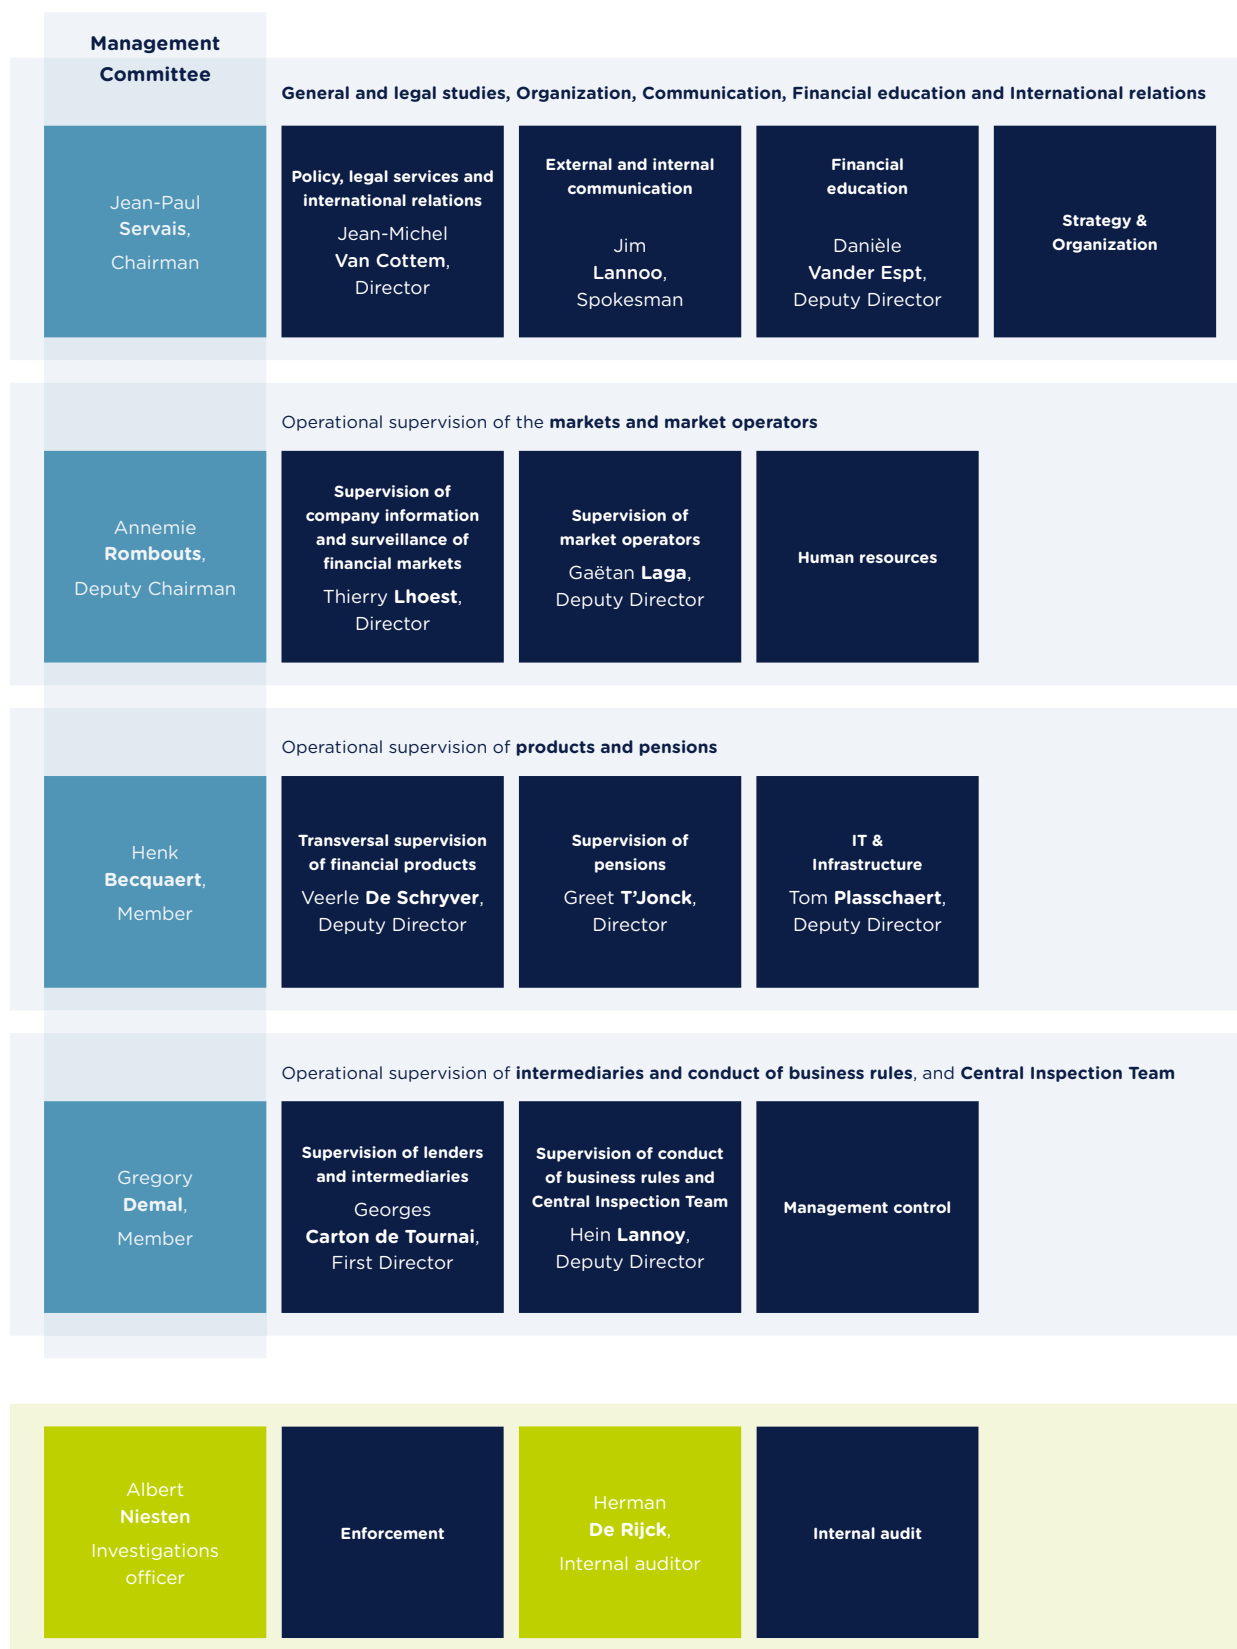 Management
Committee
General and legal studies, Organization, Communication, Financial education and International relations
Jean-Paul
Servais,
Chairman
Policy, legal services and
international relations
Jean-Michel
Van Cottem,
Director
External and internal
communication
Jim
Lannoo,
Spokesman
Financial
education
Danièle
Vander Espt,
Deputy Director
Strategy &
Organization
Operational supervision of the markets and market operators
Annemie
Rombouts,
Deputy Chairman
Supervision of
company information
and surveillance of
financial markets
Thierry Lhoest,
Director
Supervision of
market operators
Gaëtan Laga,
Deputy Director
Human resources
Operational supervision of products and pensions
Henk
Becquaert,
Member
Transversal supervision
of financial products
Veerle De Schryver,
Deputy Director
Supervision of
pensions
Greet T’Jonck,
Director
IT &
Infrastructure
Tom Plasschaert,
Deputy Director
Operational supervision of intermediaries and conduct of business rules, and Central Inspection Team
Gregory
Demal,
Member
Supervision of lenders
and intermediaries
Georges
Carton de Tournai,
First Director
Supervision of conduct
of business rules and
Central Inspection Team
Hein Lannoy,
Deputy Director
Management control
Albert
Niesten
Investigations
officer
Enforcement
Herman
De Rijck,
Internal auditor
Internal audit